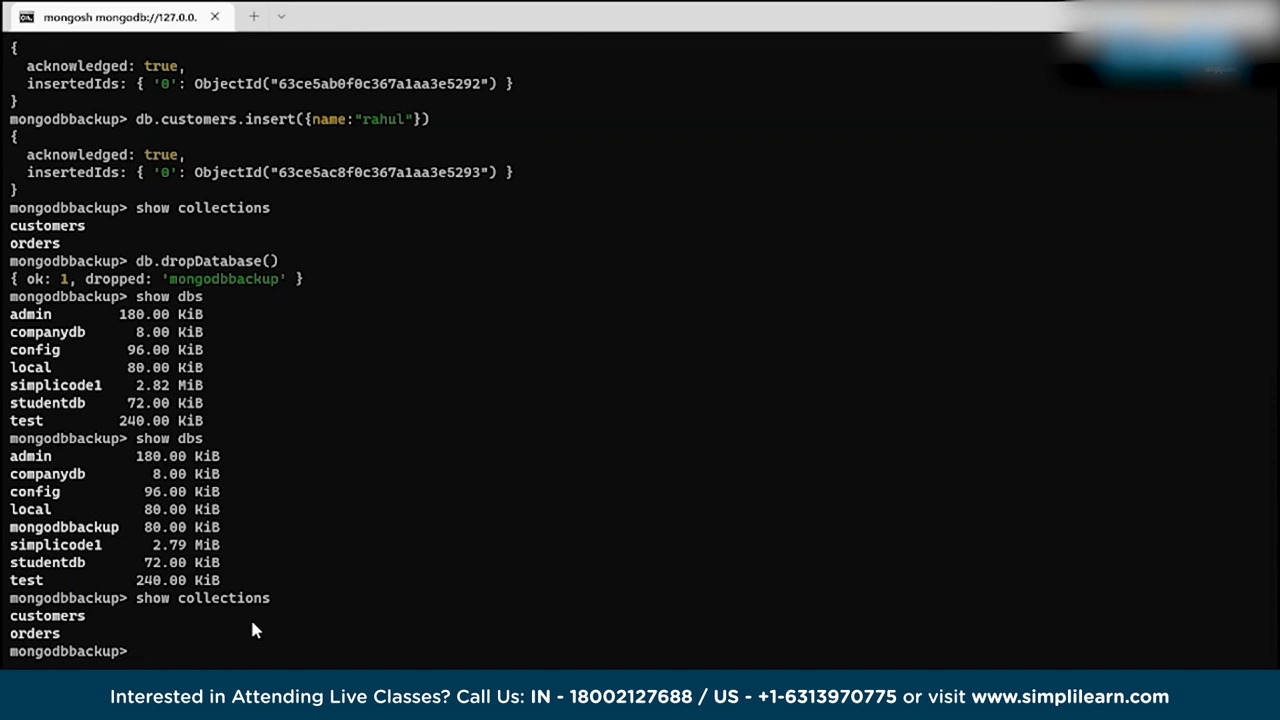 mongosh mongodb://127.0.0.
{
acknowledged: true,
insertedIds: { '0': ObjectId("63ce5ab0f0c367a1aa3e5292") }
}
mongodbbackup> db.customers.insert({name:"rahul"})
{
acknowledged: true,
insertedIds: { '0': ObjectId("63ce5ac8f0c367a1aa3e5293") }
}
mongodbbackup> show collections
customers
orders
mongodbbackup> db.dropDatabase()
{ ok: 1, dropped: 'mongodbbackup' }
mongodbbackup> show dbs
admin 180.00 KiB
companydb 8.00 KiB
config 96.00 KiB
local 80.00 KiB
simplicode1 2.82 MiB
studentdb 72.00 KiB
test 240.00 KiB
mongodbbackup> show dbs
admin 180.00 KiB
companydb 8.00 KiB
config 96.00 KiB
local 80.00 KiB
mongodbbackup 80.00 KiB
simplicode1 2.79 MiB
studentdb 72.00 KiB
test 240.00 KiB
mongodbbackup> show collections
customers
orders
mongodbbackup>
Interested in Attending Live Classes? Call Us: IN - 18002127688 / US - +1-6313970775 or visit www.simplilearn.com